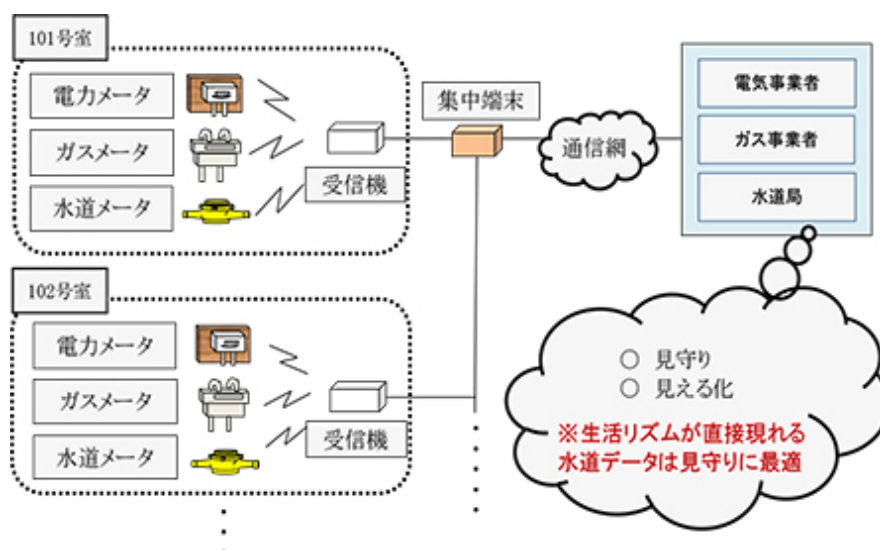 101号室
電力メータ
ガスメータ
水道メータ
受信機
集中端末
通信網
電気事業者
ガス事業者
水道局
102号室
電力メータ
ガスメータ
水道メータ
受信機
○ 見守り
○ 見える化
※生活リズムが直接現れる
水道データは見守りに最適